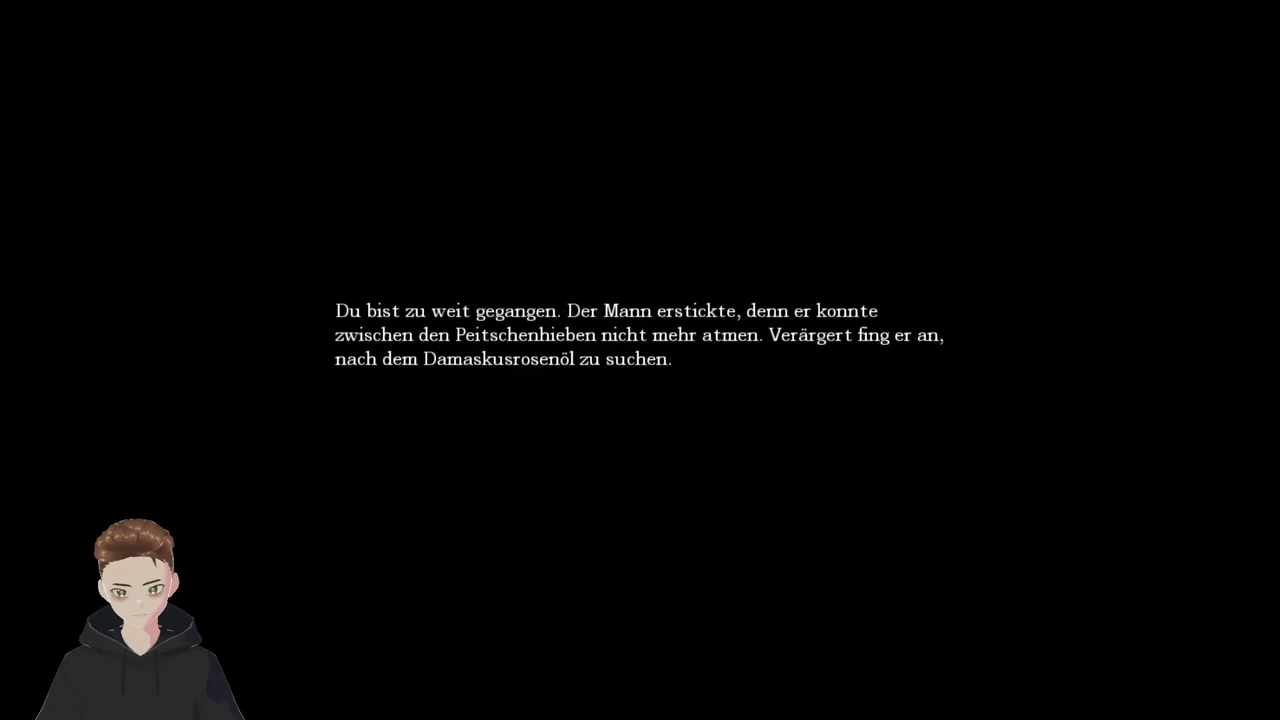 Du bist zu weit gegangen. Der Mann erstickte, denn er konnte
zwischen den Peitschenhieben nicht mehr atmen. Verärgert fing er an,
nach dem Damaskusrosenöl zu suchen.